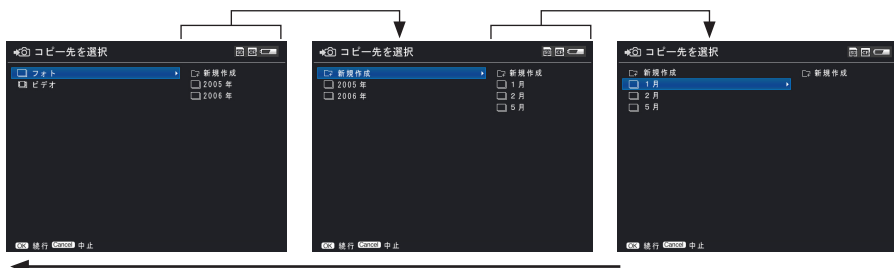 コピー先を選択
フォト
ビデオ
新規作成
2005 年
2006 年
OK 続行 Cancel 中止
コピー先を選択
新規作成
2005 年
2006 年
新規作成
1 月
2 月
5 月
OK 続行 Cancel 中止
コピー先を選択
新規作成
1 月
2 月
5 月
新規作成
OK 続行 Cancel 中止